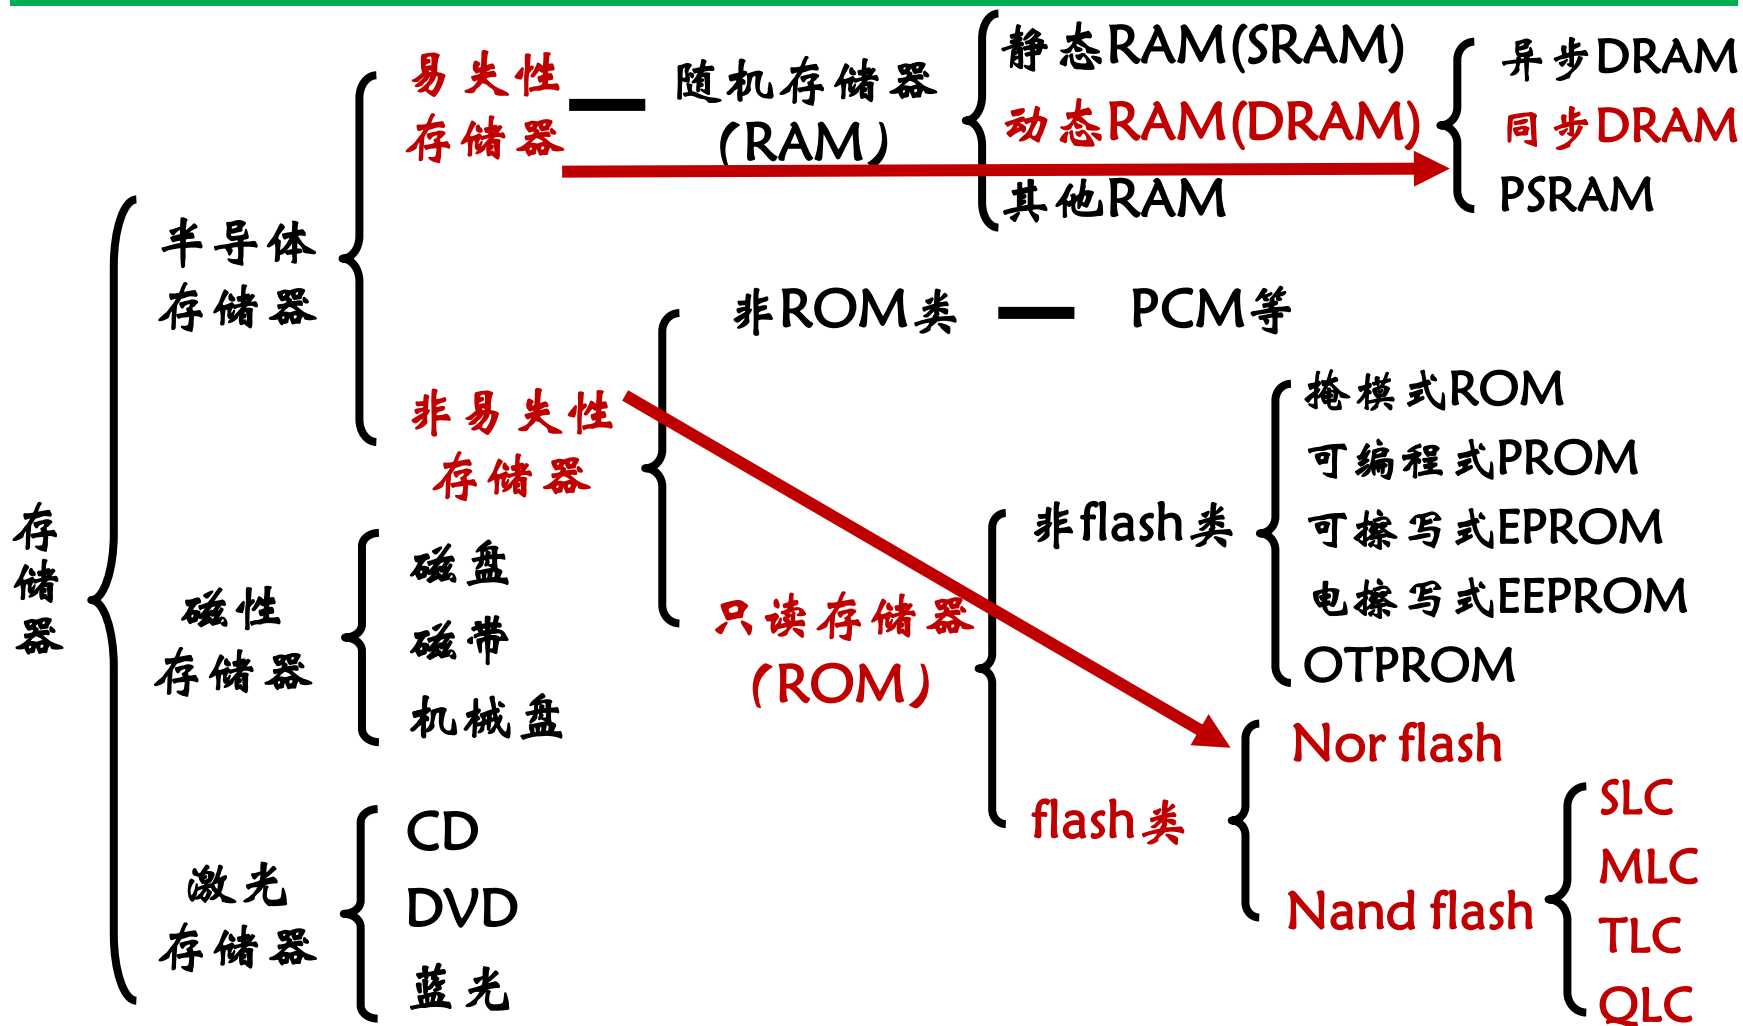 存
储
器
半导体
存储器
易失性
存储器
随机存储器
(RAM)
静态RAM(SRAM)
动态RAM(DRAM)
其他RAM
异步DRAM
同步DRAM
PSRAM
非易失性
存储器
非ROM类
PCM等
只读存储器
(ROM)
非flash类
掩模式ROM
可编程式PROM
可擦写式EPROM
电擦写式EEPROM
OTPROM
flash类
Nor flash
Nand flash
SLC
MLC
TLC
QLC
磁性
存储器
磁盘
磁带
机械盘
激光
存储器
CD
DVD
蓝光